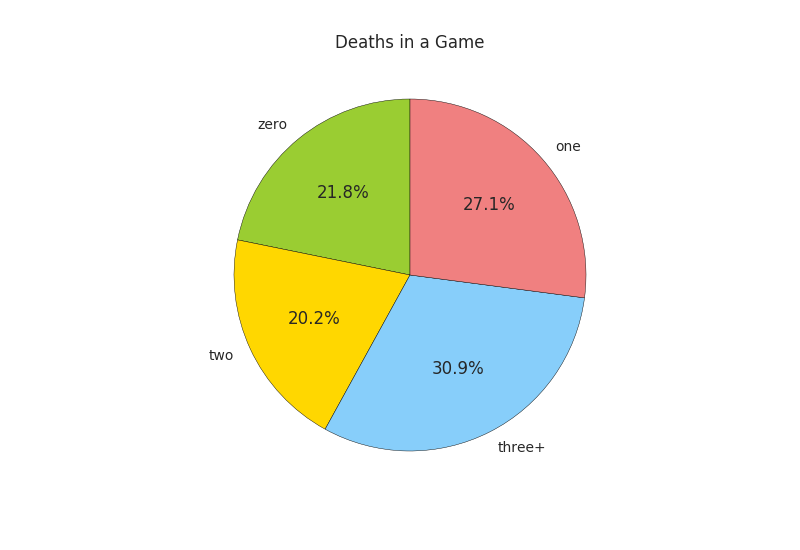 Deaths in a Game
zero
one
21.8%
27.1%
20.2%
two
30.9%
three+